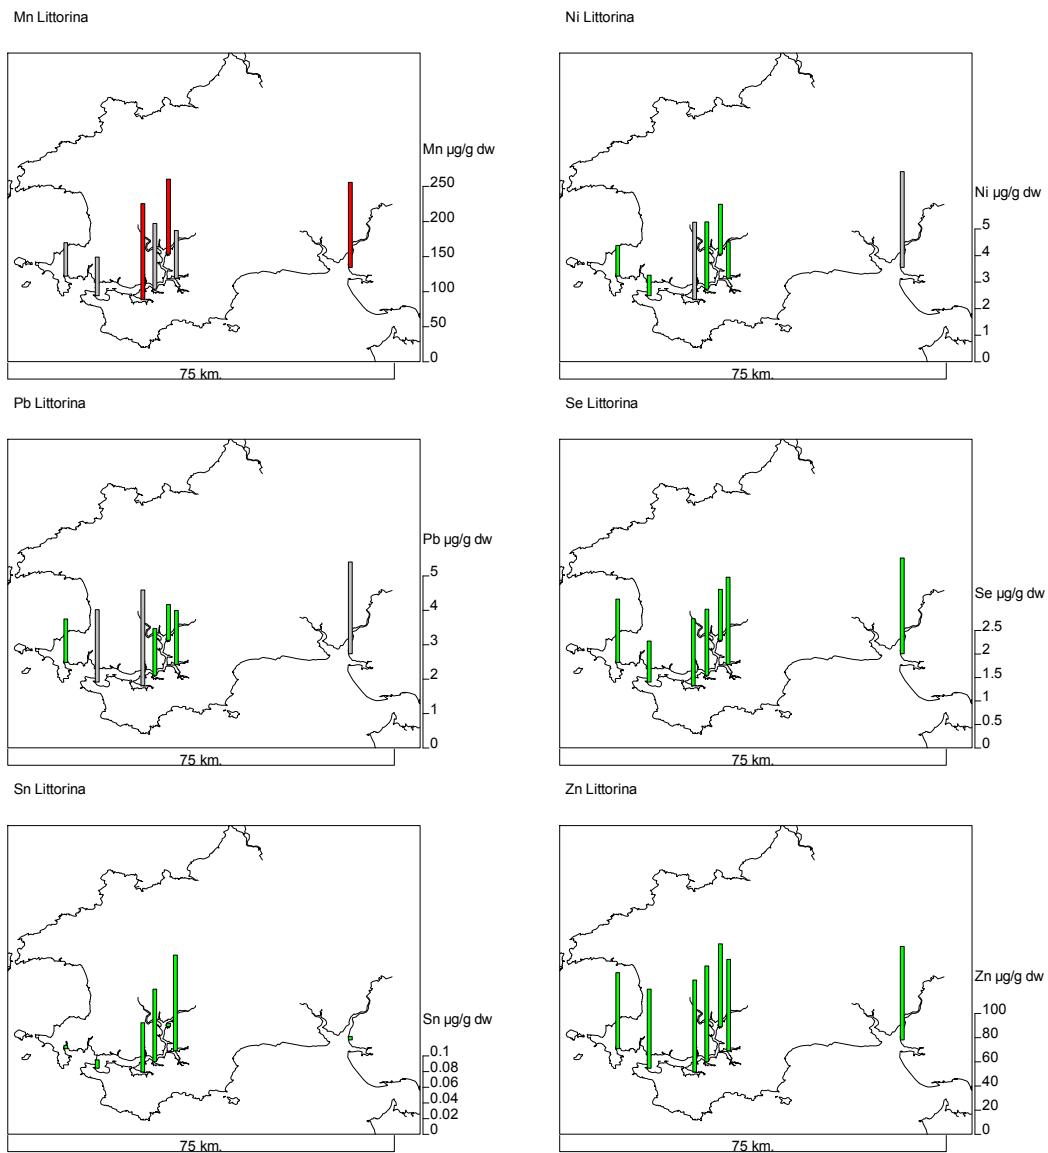 Mn Littorina
Ni Littorina
Mn µg/g dw
250
200
150
100
50
0
75 km.
Ni µg/g dw
5
4
3
2
1
0
75 km.
Pb Littorina
Se Littorina
Pb µg/g dw
5
4
3
2
1
0
75 km.
Se µg/g dw
2.5
2
1.5
1
0.5
0
75 km.
Sn Littorina
Zn Littorina
Sn µg/g dw
0.1
0.08
0.06
0.04
0.02
0
75 km.
Zn µg/g dw
100
80
60
40
20
0
75 km.